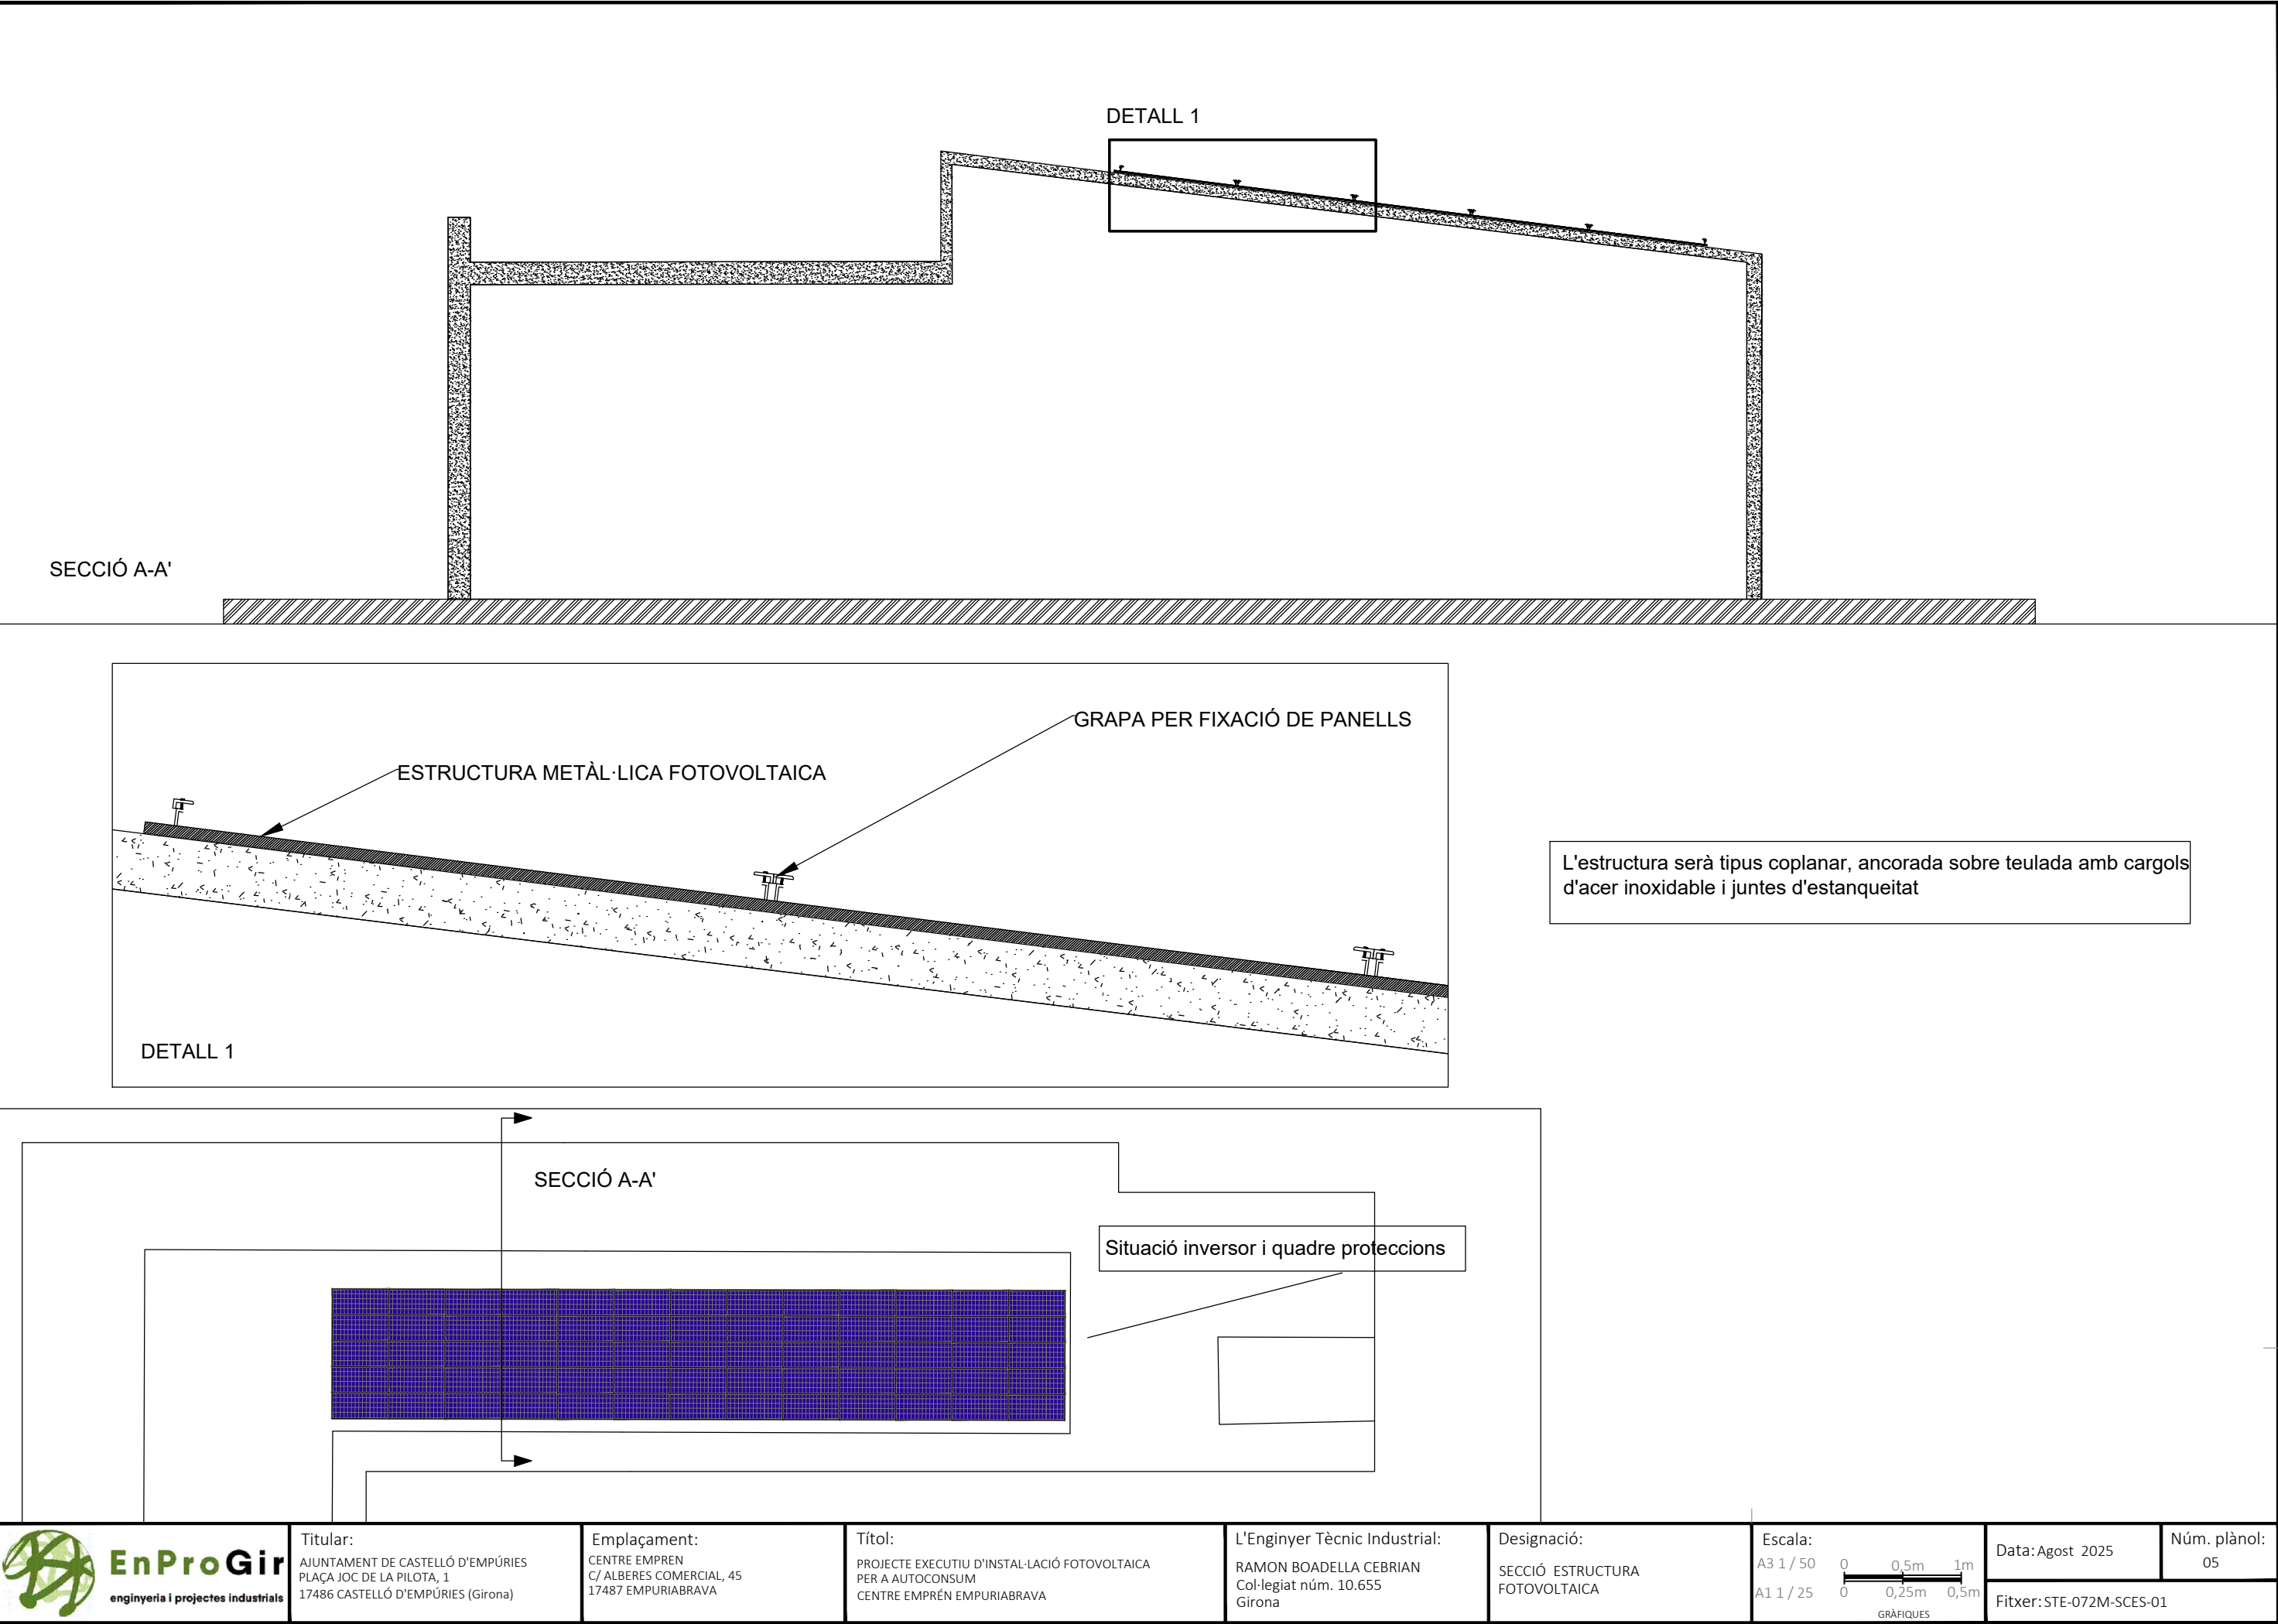 DETALL 1
SECCIÓ A-A'
GRAPA PER FIXACIÓ DE PANELLS
ESTRUCTURA METÀL·LICA FOTOVOLTAICA
L'estructura serà tipus coplanar, ancorada sobre teulada amb cargols
d'acer inoxidable i juntes d'estanqueitat
DETALL 1
SECCIÓ A-A'
Situació inversor i quadre proteccions
EnProGir
enginyeria i projectes industrials
Titular:
AJUNTAMENT DE CASTELLÓ D'EMPÚRIES
PLAÇA JOC DE LA PILOTA, 1
17486 CASTELLÓ D'EMPÚRIES (Girona)
Emplaçament:
CENTRE EMPREN
C/ ALBERES COMERCIAL, 45
17487 EMPURIABRAVA
Títol:
PROJECTE EXECUTIU D'INSTAL·LACIÓ FOTOVOLTAICA
PER A AUTOCONSUM
CENTRE EMPRÉN EMPURIABRAVA
L'Enginyer Tècnic Industrial:
RAMON BOADELLA CEBRIAN
Col·legiat núm. 10.655
Girona
Designació:
SECCIÓ ESTRUCTURA
FOTOVOLTAICA
Escala:
A3 1 / 50 0 0,5m 1m
A1 1 / 25 0 0,25m 0,5m
GRÀFIQUES
Data: Agost 2025
Núm. plànol:
05
Fitxer: STE-072M-SCES-01